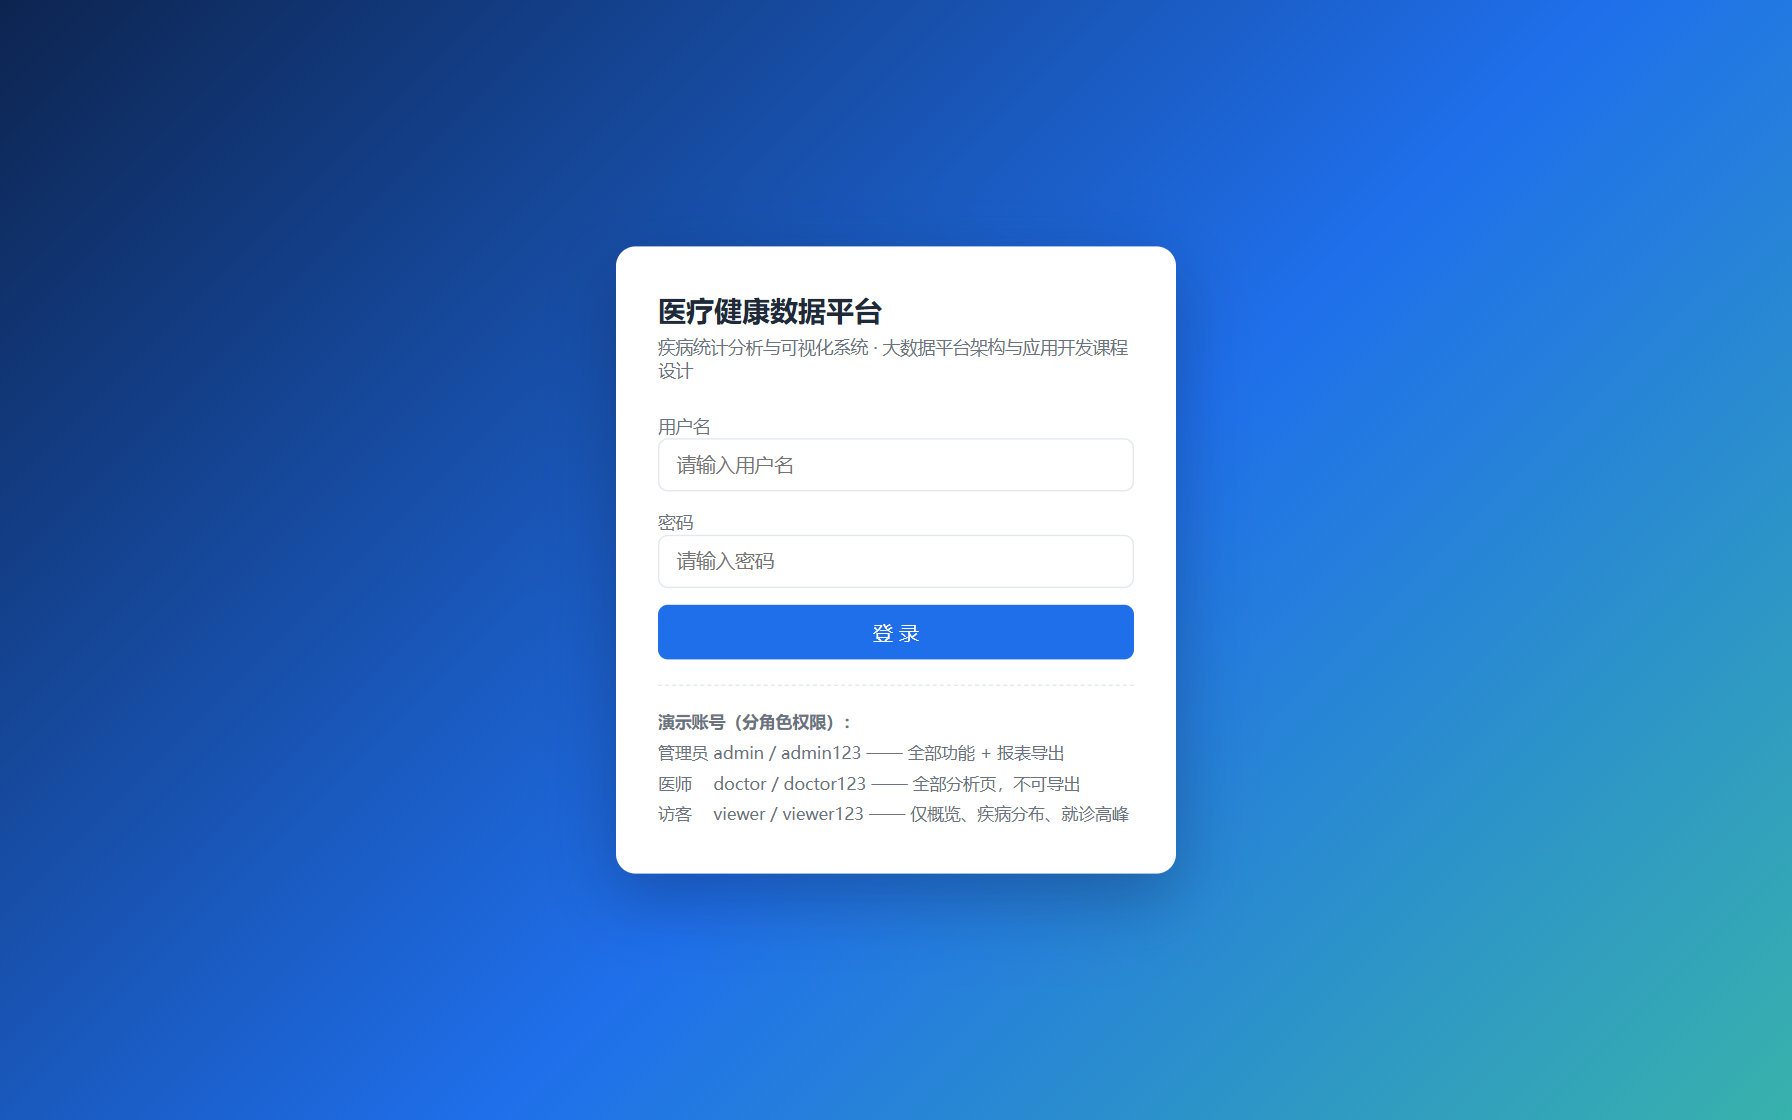 医疗健康数据平台
疾病统计分析与可视化系统 · 大数据平台架构与应用开发课程
设计
用户名
请输入用户名
密码
请输入密码
登 录
演示账号（分角色权限）：
管理员 admin / admin123 —— 全部功能 + 报表导出
医师 doctor / doctor123 —— 全部分析页，不可导出
访客 viewer / viewer123 —— 仅概览、疾病分布、就诊高峰